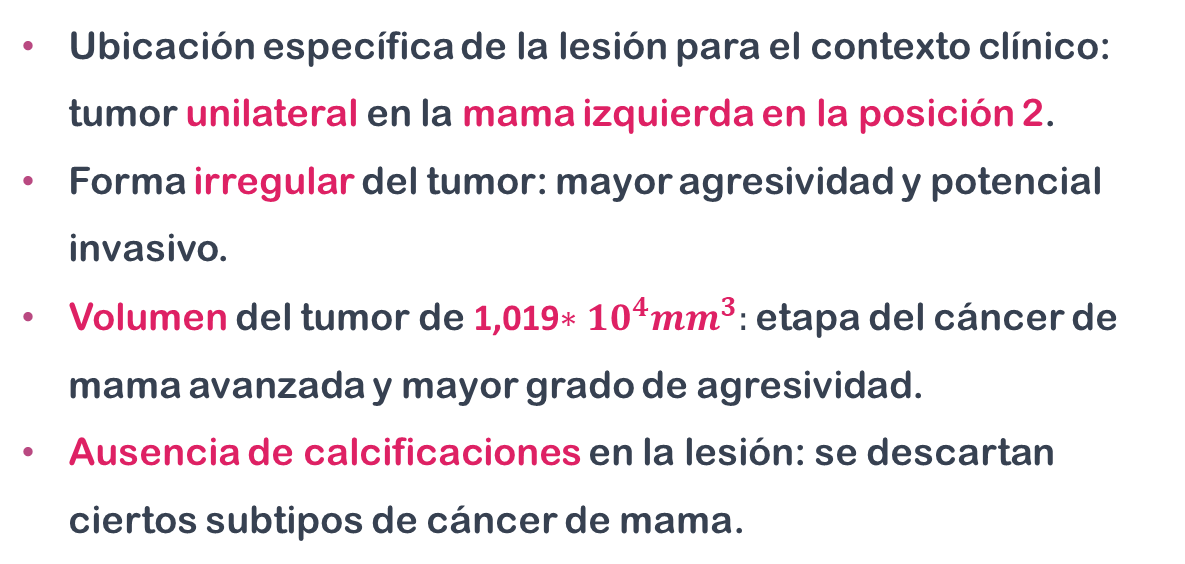 • Ubicación específica de la lesión para el contexto clínico:
tumor unilateral en la mama izquierda en la posición 2.
• Forma irregular del tumor: mayor agresividad y potencial
invasivo.
• Volumen del tumor de 1,019* 10⁴mm³: etapa del cáncer de
mama avanzada y mayor grado de agresividad.
• Ausencia de calcificaciones en la lesión: se descartan
ciertos subtipos de cáncer de mama.